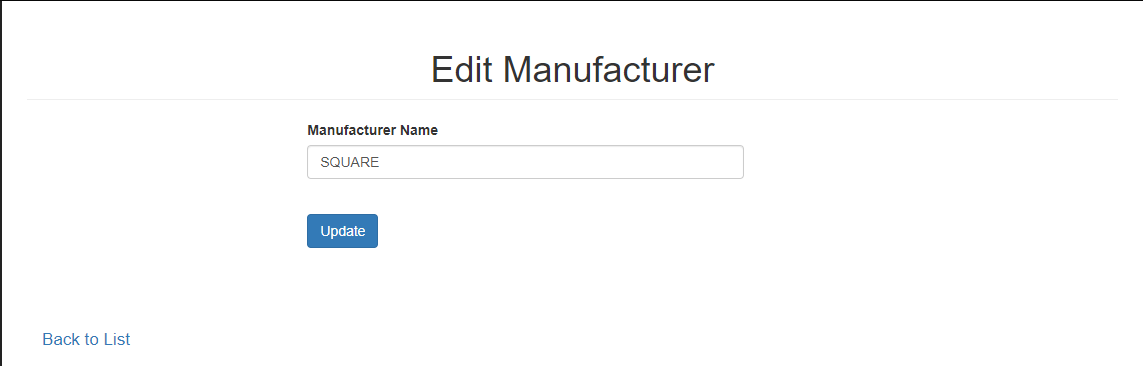 Edit Manufacturer
Manufacturer Name
SQUARE
Update
Back to List